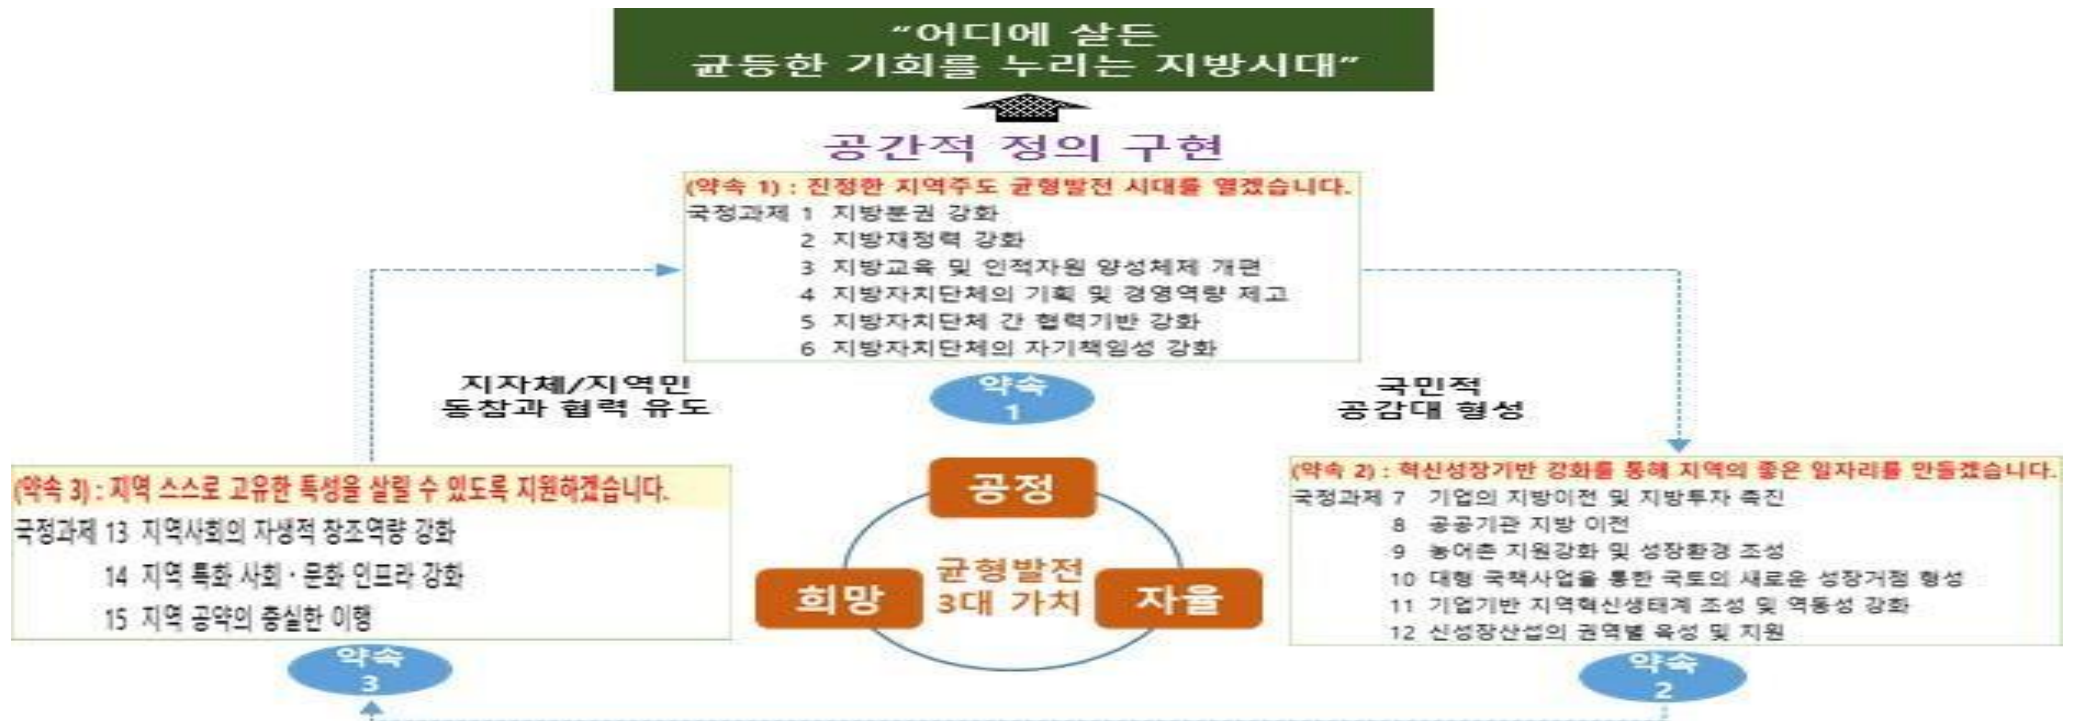 “어디에 살든
균등한 기회를 누리는 지방시대”
공간적 정의 구현
(약속 1) : 진정한 지역주도 균형발전 시대를 열겠습니다.
국정과제 1 지방분권 강화
2 지방재정력 강화
3 지방교육 및 인적자원 양성체제 개편
4 지방자치단체의 기획 및 경영역량 제고
5 지방자치단체 간 협력기반 강화
6 지방자치단체의 자기책임성 강화
지자체/지역민
동참과 협력 유도
약속
1
국민적
공감대 형성
(약속 3) : 지역 스스로 고유한 특성을 살릴 수 있도록 지원하겠습니다.
국정과제 13 지역사회의 자생적 창조역량 강화
14 지역 특화 사회·문화 인프라 강화
15 지역 공약의 충실한 이행
약속
3
공정
희망
균형발전
3대 가치
자율
(약속 2) : 혁신성장기반 강화를 통해 지역의 좋은 일자리를 만들겠습니다.
국정과제 7 기업의 지방이전 및 지방투자 촉진
8 공공기관 지방 이전
9 농어촌 지원강화 및 성장환경 조성
10 대형 국책사업을 통한 국토의 새로운 성장거점 형성
11 기업기반 지역혁신생태계 조성 및 역동성 강화
12 신성장산섭의 권역별 육성 및 지원
약속
2